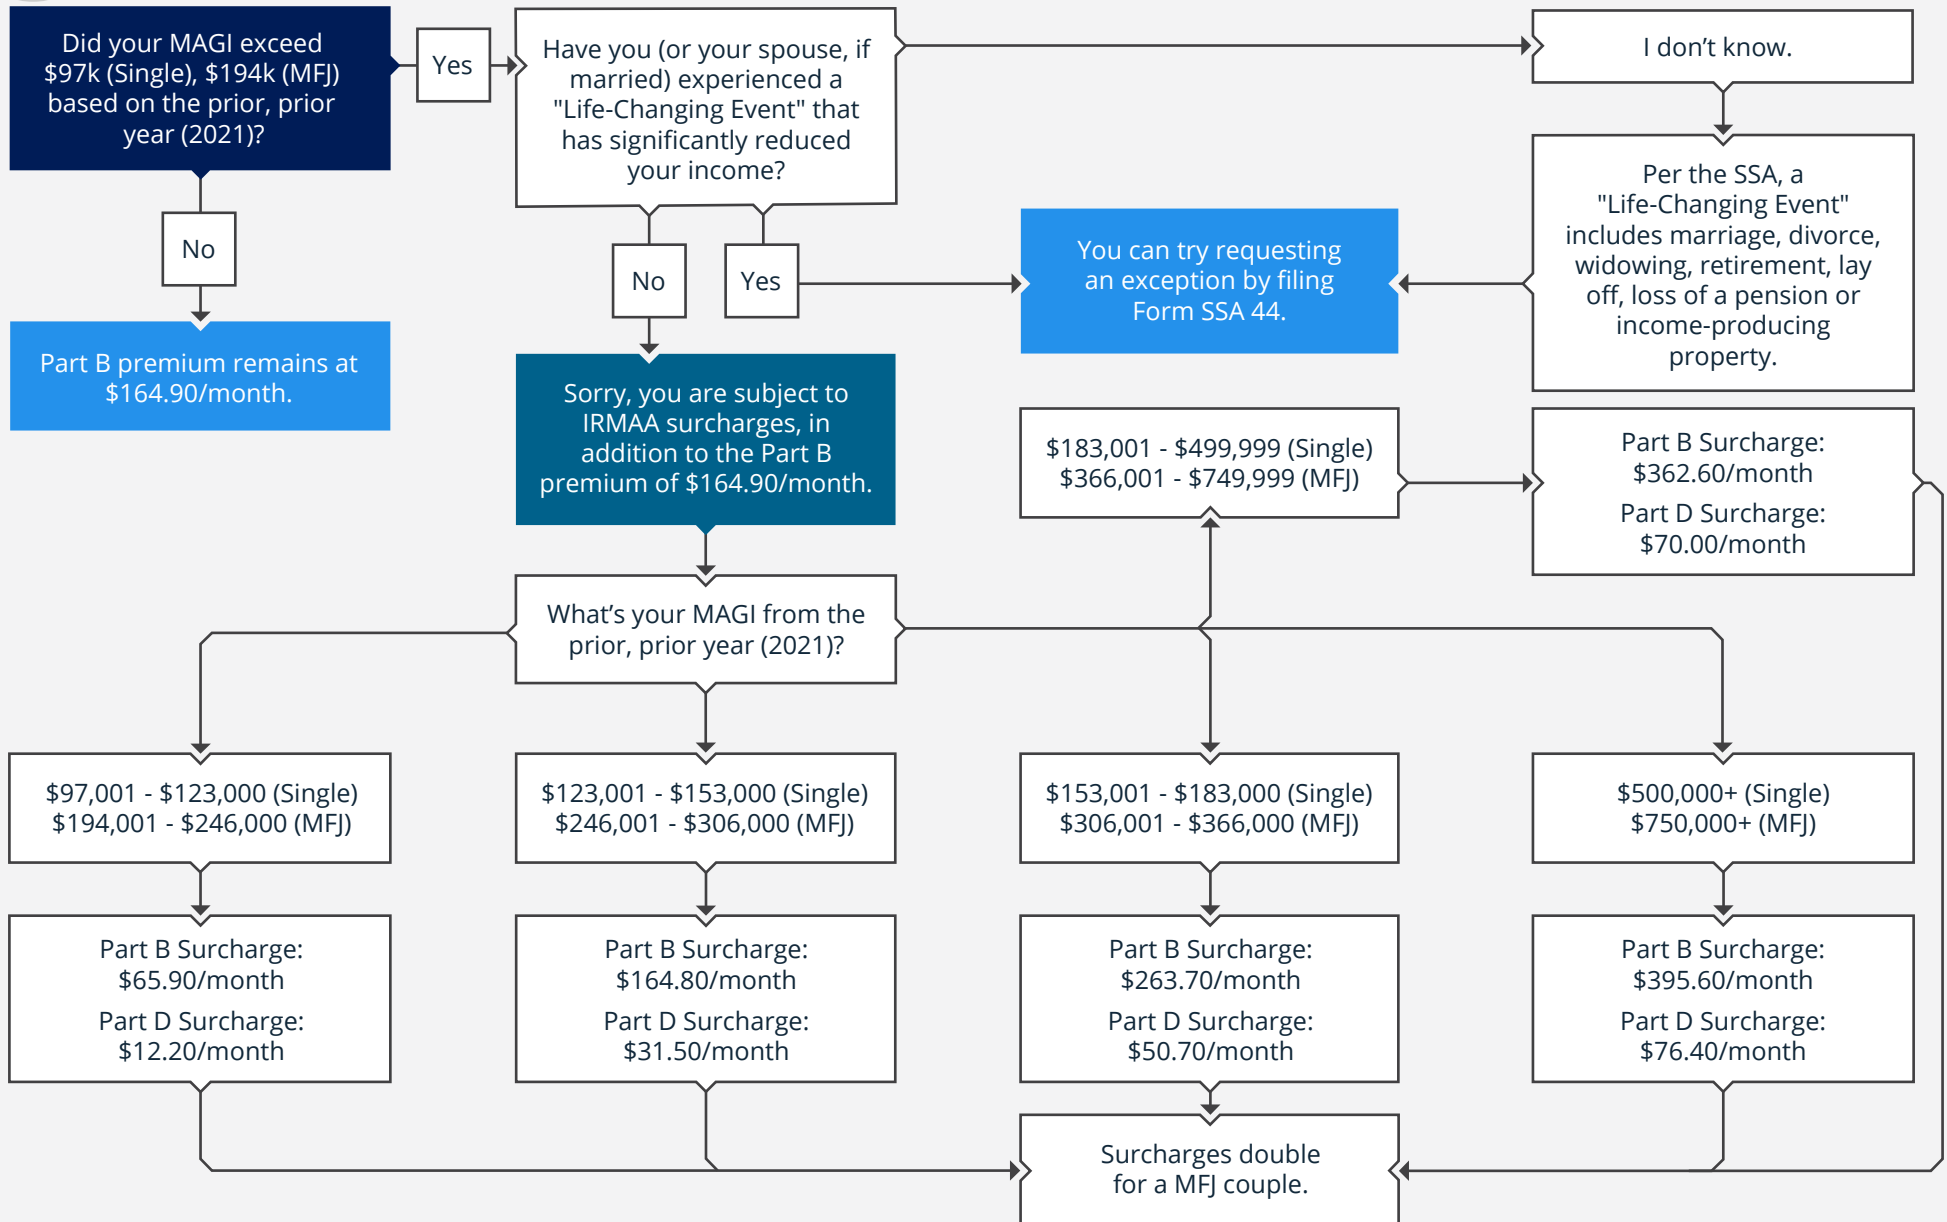 Did your MAGI exceed
$97k (Single), $194k (MFJ)
based on the prior, prior
year (2021)?
Yes
Have you (or your spouse, if
married) experienced a
"Life-Changing Event" that
has significantly reduced
your income?
I don’t know.
Per the SSA, a
"Life-Changing Event"
includes marriage, divorce,
widowing, retirement, lay
off, loss of a pension or
income-producing
property.
No
No
Yes
You can try requesting
an exception by filing
Form SSA 44.
Part B premium remains at
$164.90/month.
Sorry, you are subject to
IRMAA surcharges, in
addition to the Part B
premium of $164.90/month.
$183,001 - $499,999 (Single)
$366,001 - $749,999 (MFJ)
Part B Surcharge:
$362.60/month
Part D Surcharge:
$70.00/month
What’s your MAGI from the
prior, prior year (2021)?
$97,001 - $123,000 (Single)
$194,001 - $246,000 (MFJ)
$123,001 - $153,000 (Single)
$246,001 - $306,000 (MFJ)
$153,001 - $183,000 (Single)
$306,001 - $366,000 (MFJ)
$500,000+ (Single)
$750,000+ (MFJ)
Part B Surcharge:
$65.90/month
Part D Surcharge:
$12.20/month
Part B Surcharge:
$164.80/month
Part D Surcharge:
$31.50/month
Part B Surcharge:
$263.70/month
Part D Surcharge:
$50.70/month
Part B Surcharge:
$395.60/month
Part D Surcharge:
$76.40/month
Surcharges double
for a MFJ couple.